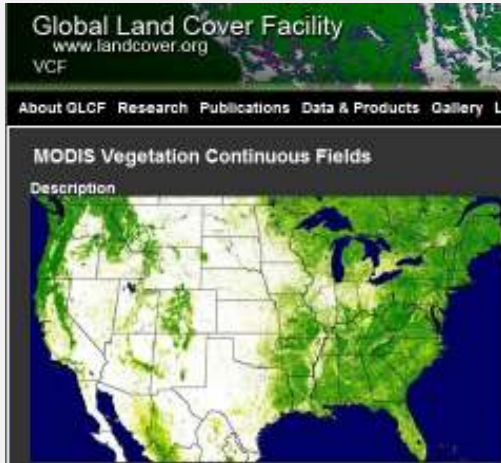 Global Land Cover Facility
www.landcover.org
VCF
About GLCF Research Publications Data & Products Gallery L
MODIS Vegetation Continuous Fields
Description